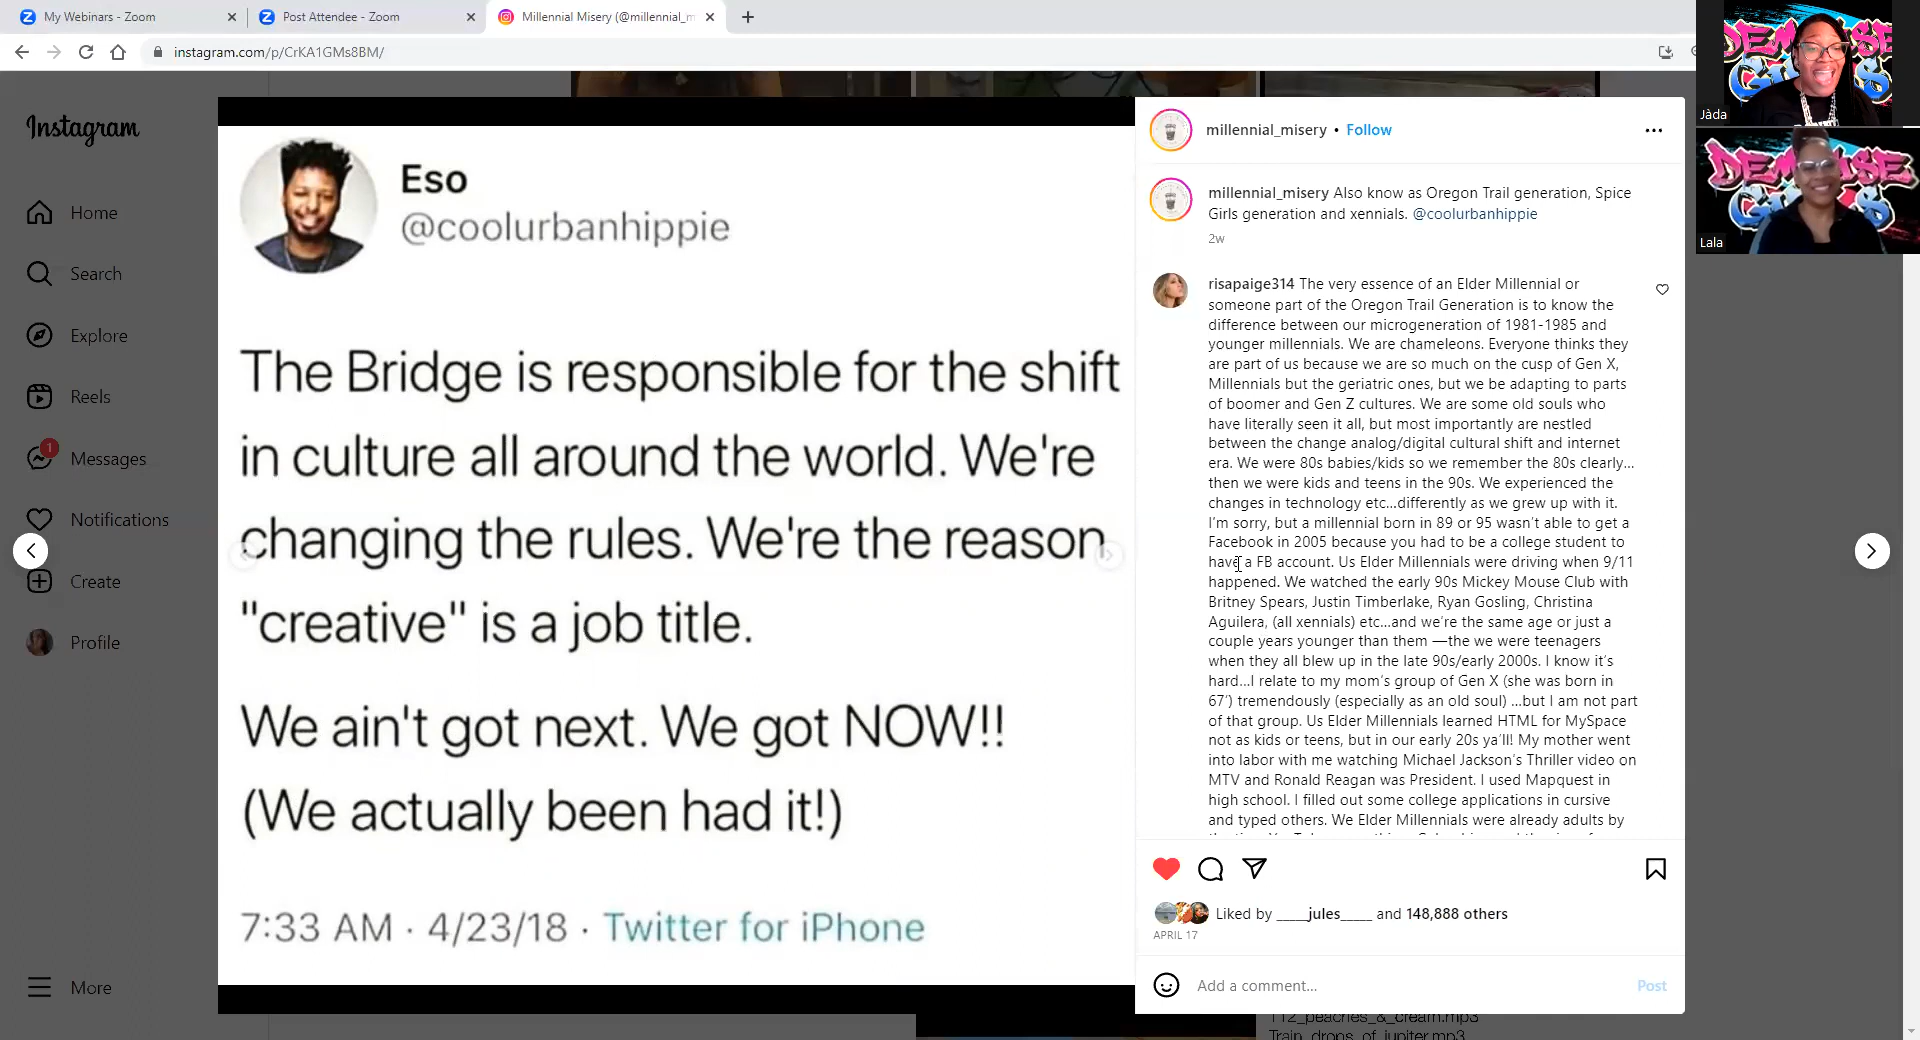 My Webinars - Zoom
Post Attendee - Zoom
Millennial Misery (@millennial_m
instagram.com/p/CrKA1GMs8BM/
Instagram
Home
Search
Explore
Reels
1
Messages
Notifications
Create
Profile
More
Eso
@coolurbanhippie
The Bridge is responsible for the shift
in culture all around the world. We're
changing the rules. We're the reason
"creative" is a job title.
We ain't got next. We got NOW!!
(We actually been had it!)
7:33 AM · 4/23/18 · Twitter for iPhone
millennial_misery • Follow
millennial_misery Also know as Oregon Trail generation, Spice
Girls generation and xennials. @coolurbanhippie
2w
risapaige314 The very essence of an Elder Millennial or
someone part of the Oregon Trail Generation is to know the
difference between our microgeneration of 1981-1985 and
younger millennials. We are chameleons. Everyone thinks they
are part of us because we are so much on the cusp of Gen X,
Millennials but the geriatric ones, but we be adapting to parts
of boomer and Gen Z cultures. We are some old souls who
have literally seen it all, but most importantly are nestled
between the change analog/digital cultural shift and internet
era. We were 80s babies/kids so we remember the 80s clearly...
then we were kids and teens in the 90s. We experienced the
changes in technology etc...differently as we grew up with it.
I'm sorry, but a millennial born in 89 or 95 wasn't able to get a
Facebook in 2005 because you had to be a college student to
have a FB account. Us Elder Millennials were driving when 9/11
happened. We watched the early 90s Mickey Mouse Club with
Britney Spears, Justin Timberlake, Ryan Gosling, Christina
Aguilera, (all xennials) etc...and we're the same age or just a
couple years younger than them —the we were teenagers
when they all blew up in the late 90s/early 2000s. I know it's
hard...I relate to my mom's group of Gen X (she was born in
67') tremendously (especially as an old soul) ...but I am not part
of that group. Us Elder Millennials learned HTML for MySpace
not as kids or teens, but in our early 20s ya'll! My mother went
into labor with me watching Michael Jackson's Thriller video on
MTV and Ronald Reagan was President. I used Mapquest in
high school. I filled out some college applications in cursive
and typed others. We Elder Millennials were already adults by
Liked by _____jules_____ and 148,888 others
APRIL 17
Add a comment...
Post
112_peaches_&_cream.mp3
Train_drops_of_jupiter.mp3
Jàda
Lala